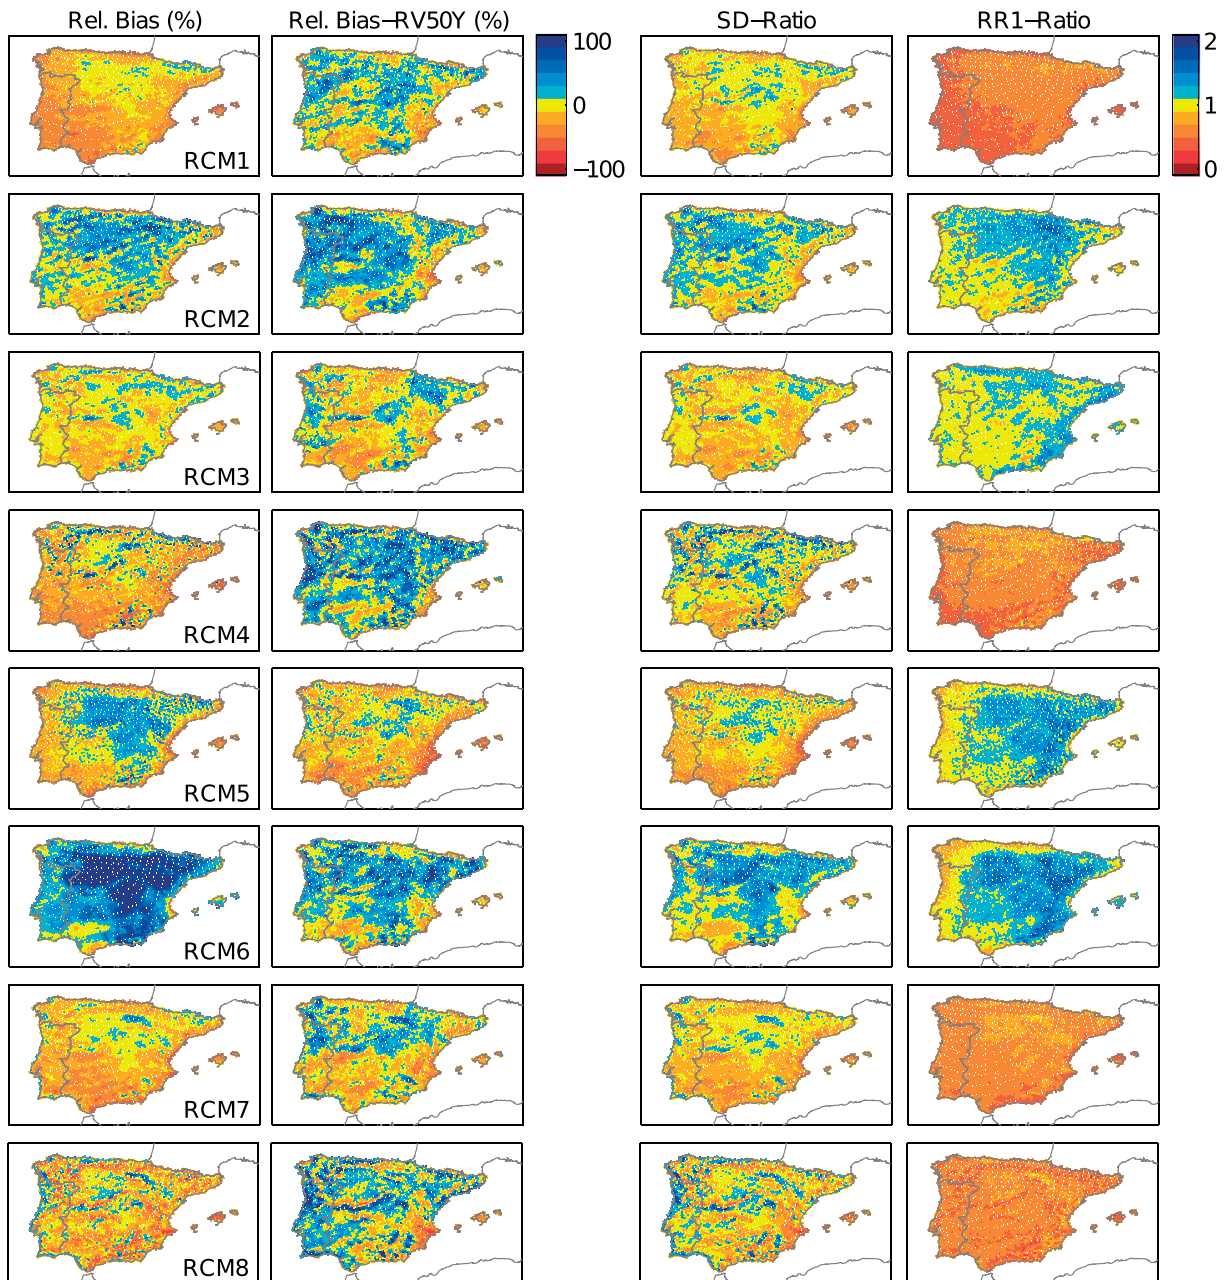 Rel. Bias (%)
Rel. Bias–RV50Y (%)
SD–Ratio
RR1–Ratio
100
0
−100
2
1
0
RCM1
RCM2
RCM3
RCM4
RCM5
RCM6
RCM7
RCM8